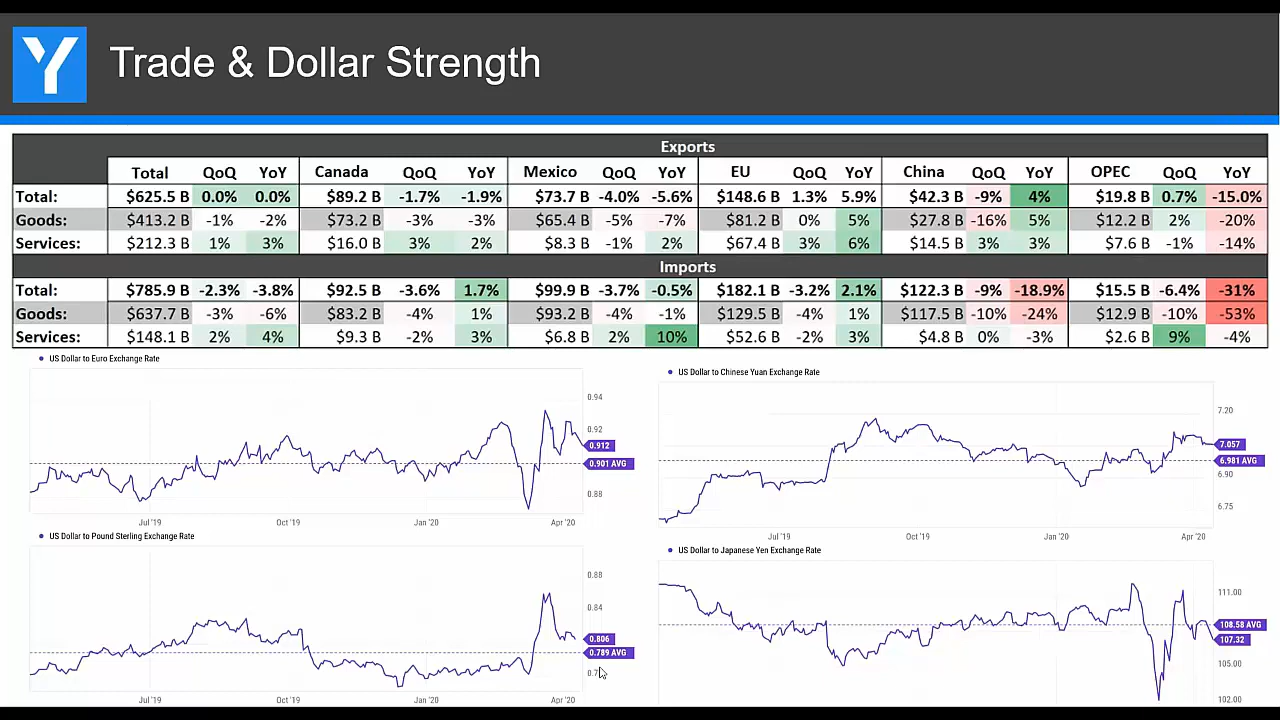 Y Trade & Dollar Strength
Exports
Total QoQ YoY Canada QoQ YoY Mexico QoQ YoY EU QoQ YoY China QoQ YoY OPEC QoQ YoY
Total: $625.5 B 0.0% 0.0% $89.2 B -1.7% -1.9% $73.7 B -4.0% -5.6% $148.6 B 1.3% 5.9% $42.3 B -9% 4% $19.8 B 0.7% -15.0%
Goods: $413.2 B -1% -2% $73.2 B -3% -3% $65.4 B -5% -7% $81.2 B 0% 5% $27.8 B -16% 5% $12.2 B 2% -20%
Services: $212.3 B 1% 3% $16.0 B 3% 2% $8.3 B -1% 2% $67.4 B 3% 6% $14.5 B 3% 3% $7.6 B -1% -14%
Imports
Total: $785.9 B -2.3% -3.8% $92.5 B -3.6% 1.7% $99.9 B -3.7% -0.5% $182.1 B -3.2% 2.1% $122.3 B -9% -18.9% $15.5 B -6.4% -31%
Goods: $637.7 B -3% -6% $83.2 B -4% 1% $93.2 B -4% -1% $129.5 B -4% 1% $117.5 B -10% -24% $12.9 B -10% -53%
Services: $148.1 B 2% 4% $9.3 B -2% 3% $6.8 B 2% 10% $52.6 B -2% 3% $4.8 B 0% -3% $2.6 B 9% -4%
US Dollar to Euro Exchange Rate
0.94
0.92
0.912
0.901 AVG
0.88
Jul '19 Oct '19 Jan '20 Apr '20
US Dollar to Chinese Yuan Exchange Rate
7.20
7.057
6.981 AVG
6.90
6.75
Jul '19 Oct '19 Jan '20 Apr '20
US Dollar to Pound Sterling Exchange Rate
0.88
0.84
0.806
0.789 AVG
Jul '19 Oct '19 Jan '20 Apr '20
US Dollar to Japanese Yen Exchange Rate
111.00
108.58 AVG
107.32
105.00
102.00